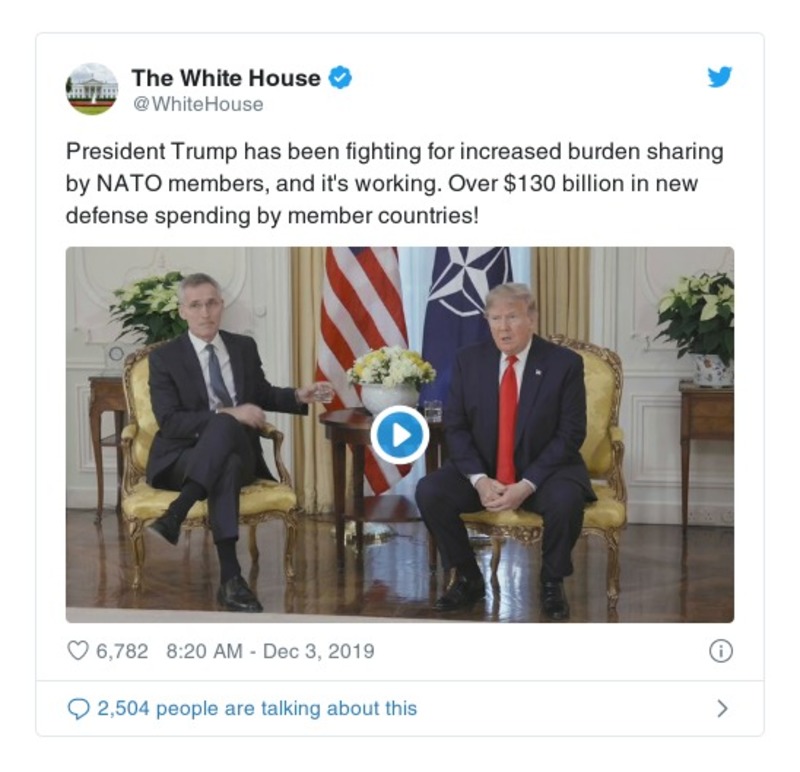 The White House
@WhiteHouse
President Trump has been fighting for increased burden sharing
by NATO members, and it's working. Over $130 billion in new
defense spending by member countries!
6,782 8:20 AM - Dec 3, 2019
2,504 people are talking about this